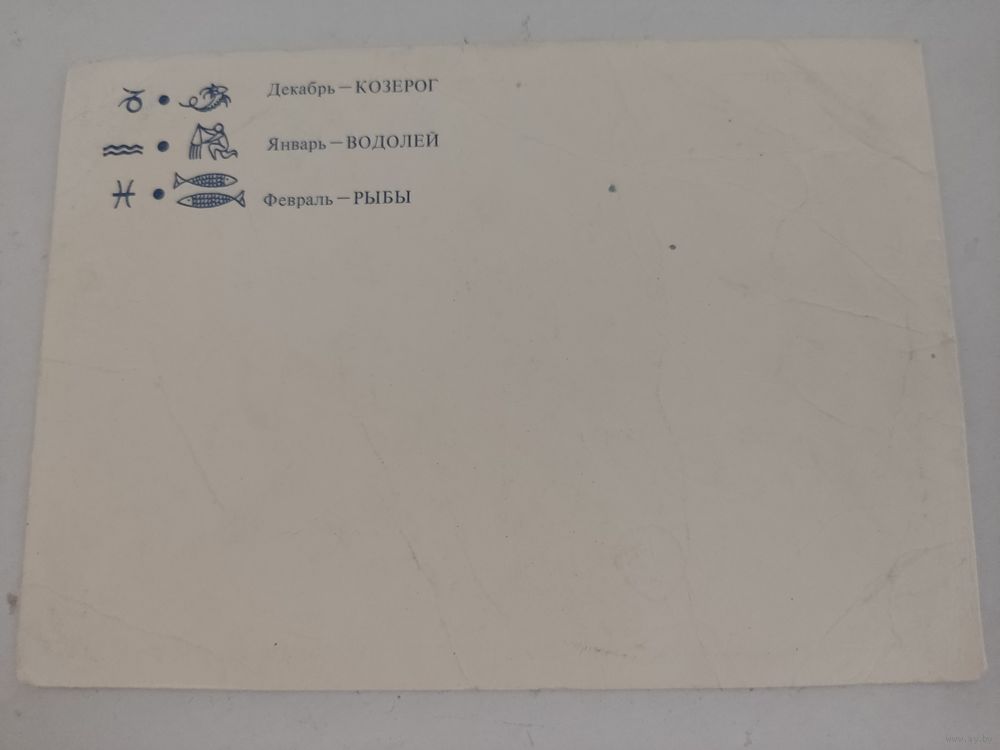 Декабрь — КОЗЕРОГ
Январь — ВОДОЛЕЙ
Февраль — РЫБЫ